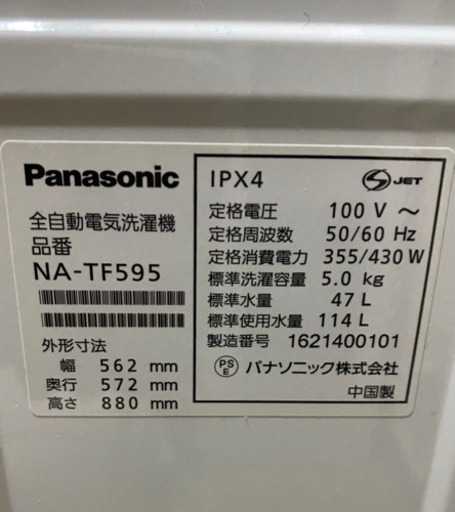 Panasonic
全自動電気洗濯機
品番
NA-TF595
外形寸法
幅 562 mm
奥行 572 mm
高さ 880 mm
IPX4
S JET
定格電圧 100 V ～
定格周波数 50/60 Hz
定格消費電力 355/430 W
標準洗濯容量 5.0 kg
標準水量 47 L
標準使用水量 114 L
製造番号 1621400101
PS E パナソニック株式会社
中国製